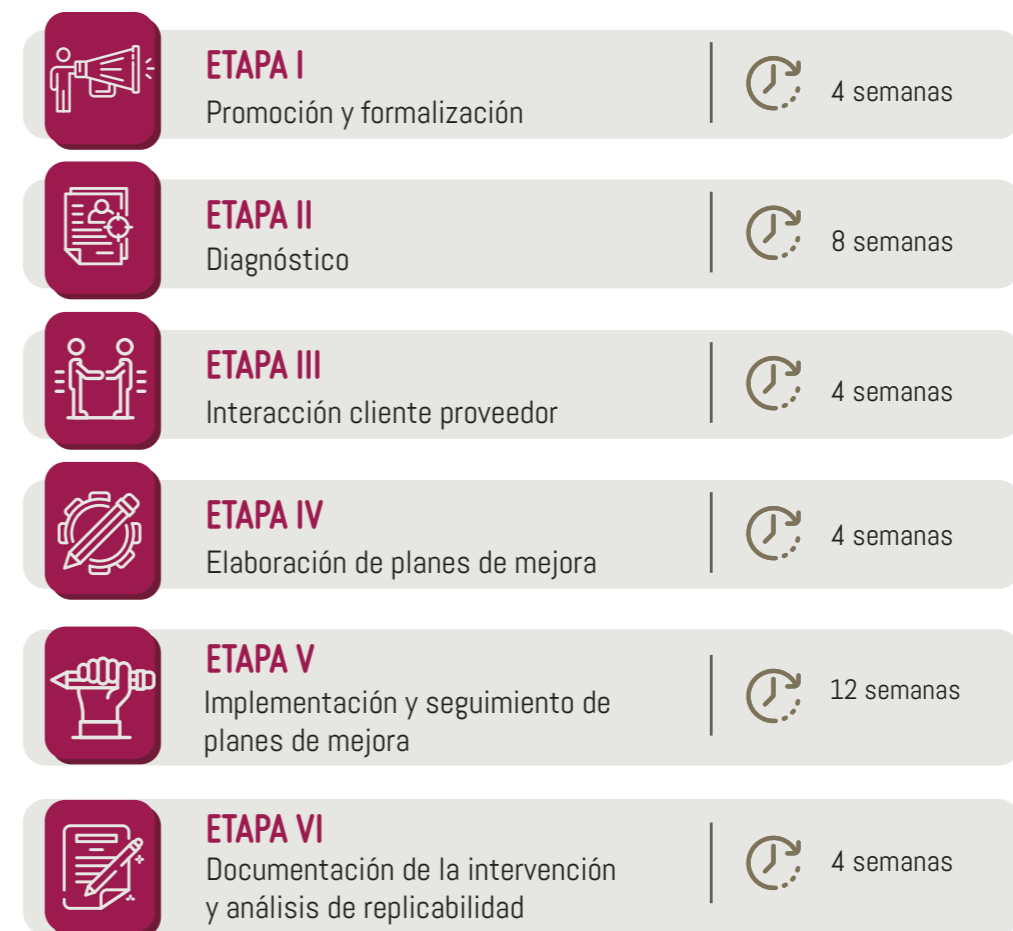 ETAPA I
Promoción y formalización
4 semanas
ETAPA II
Diagnóstico
8 semanas
ETAPA III
Interacción cliente proveedor
4 semanas
ETAPA IV
Elaboración de planes de mejora
4 semanas
ETAPA V
Implementación y seguimiento de
planes de mejora
12 semanas
ETAPA VI
Documentación de la intervención
y análisis de replicabilidad
4 semanas